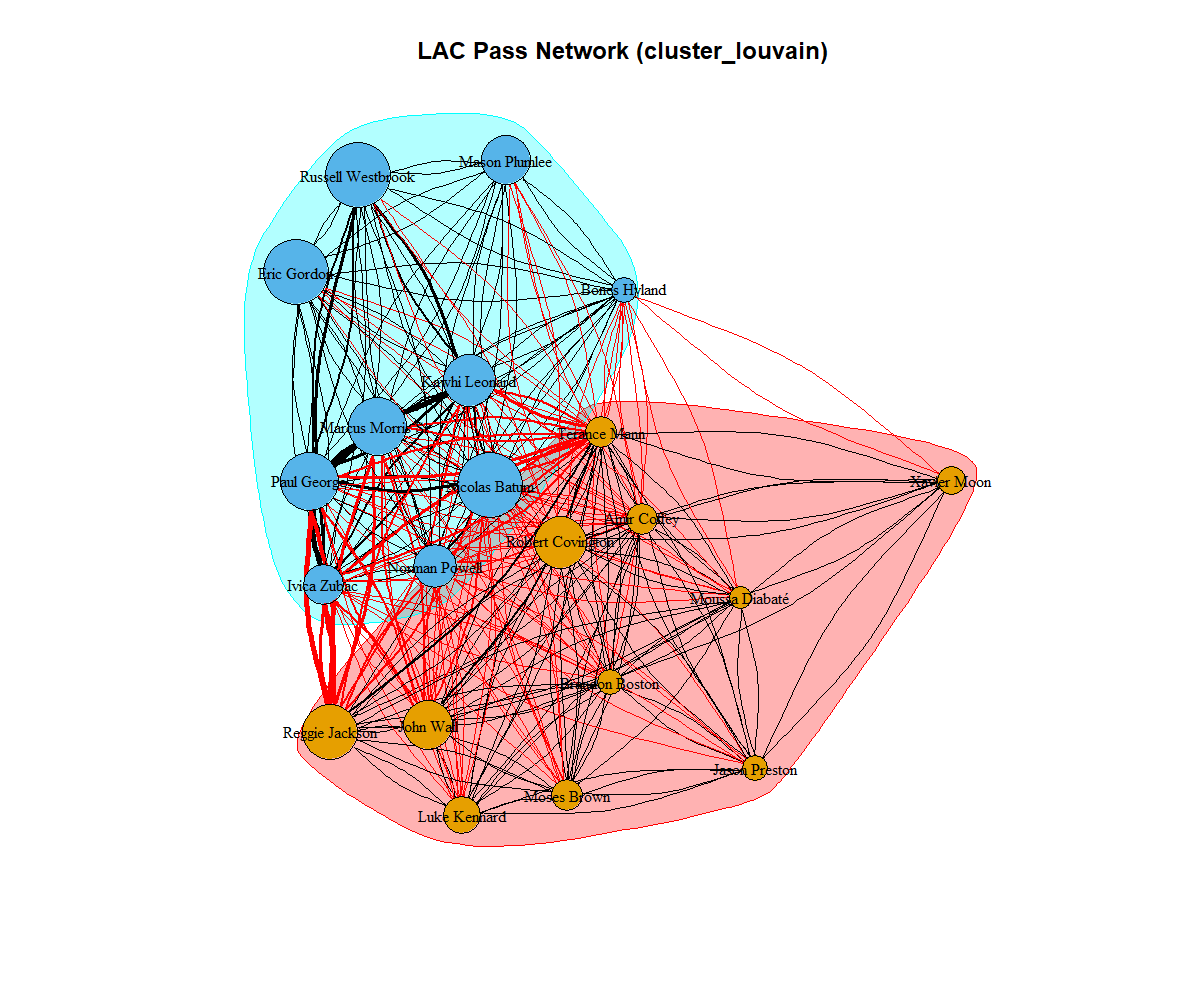 LAC Pass Network (cluster_louvain)
Mason Plumlee
Russell Westbrook
Eric Gordon
Bones Hyland
Kawhi Leonard
Marcus Morris Sr.
Terance Mann
Paul George
Xavier Moon
Nicolas Batum
Amir Coffey
Robert Covington
Norman Powell
Ivica Zubac
Moussa Diabaté
Brandon Boston
John Wall
Reggie Jackson
Jason Preston
Moses Brown
Luke Kennard